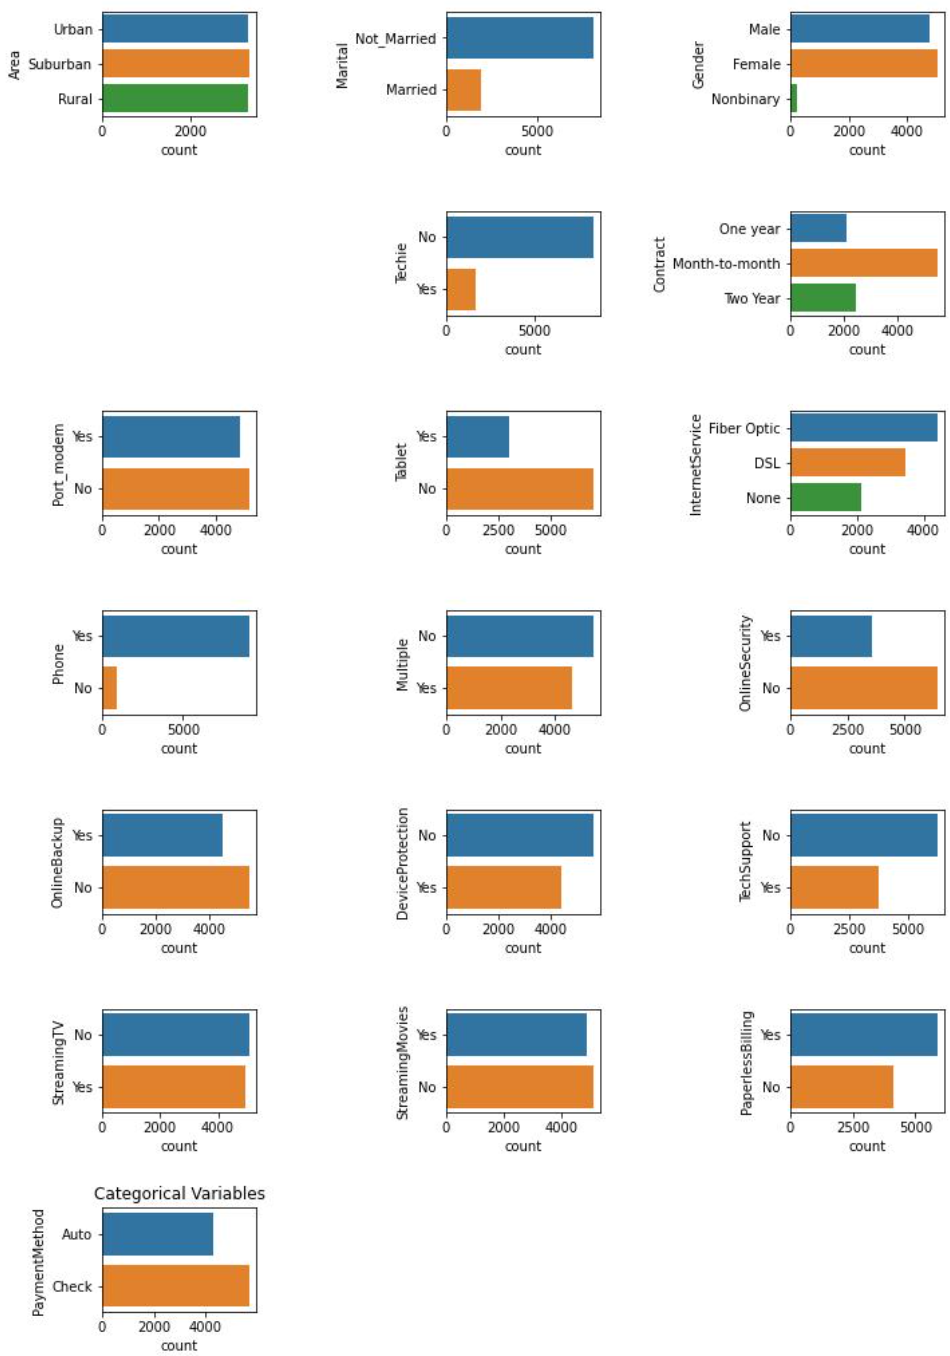 Area
Urban
Suburban
Rural
0 2000
count
Marital
Not_Married
Married
0 5000
count
Gender
Male
Female
Nonbinary
0 2000 4000
count
Techie
No
Yes
0 5000
count
Contract
One year
Month-to-month
Two Year
0 2000 4000
count
Port_modem
Yes
No
0 2000 4000
count
Tablet
Yes
No
0 2500 5000
count
InternetService
Fiber Optic
DSL
None
0 2000 4000
count
Phone
Yes
No
0 5000
count
Multiple
No
Yes
0 2000 4000
count
OnlineSecurity
Yes
No
0 2500 5000
count
OnlineBackup
Yes
No
0 2000 4000
count
DeviceProtection
No
Yes
0 2000 4000
count
TechSupport
No
Yes
0 2500 5000
count
StreamingTV
No
Yes
0 2000 4000
count
StreamingMovies
Yes
No
0 2000 4000
count
PaperlessBilling
Yes
No
0 2500 5000
count
Categorical Variables
PaymentMethod
Auto
Check
0 2000 4000
count